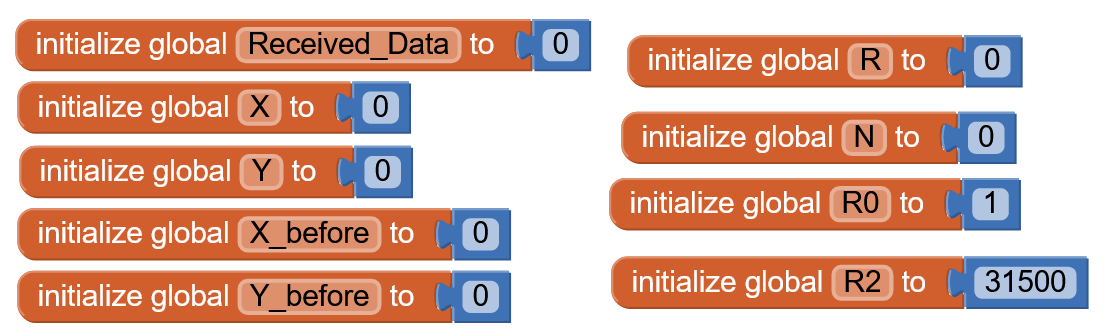 initialize global Received_Data to 0
initialize global X to 0
initialize global Y to 0
initialize global X_before to 0
initialize global Y_before to 0
initialize global R to 0
initialize global N to 0
initialize global R0 to 1
initialize global R2 to 31500